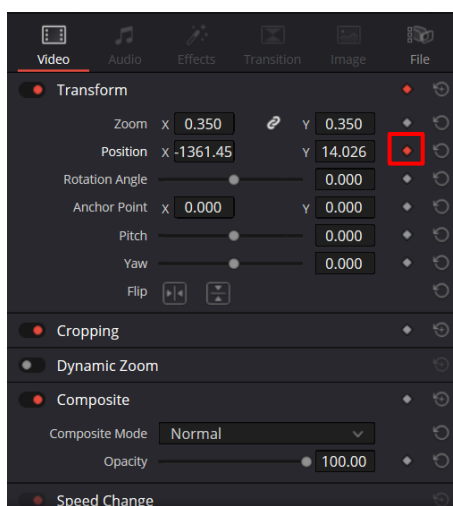 Video Audio Effects Transition Image File
Transform
Zoom X 0.350 Y 0.350
Position X -1361.45 Y 14.026
Rotation Angle 0.000
Anchor Point X 0.000 Y 0.000
Pitch 0.000
Yaw 0.000
Flip
Cropping
Dynamic Zoom
Composite
Composite Mode Normal
Opacity 100.00
Speed Change